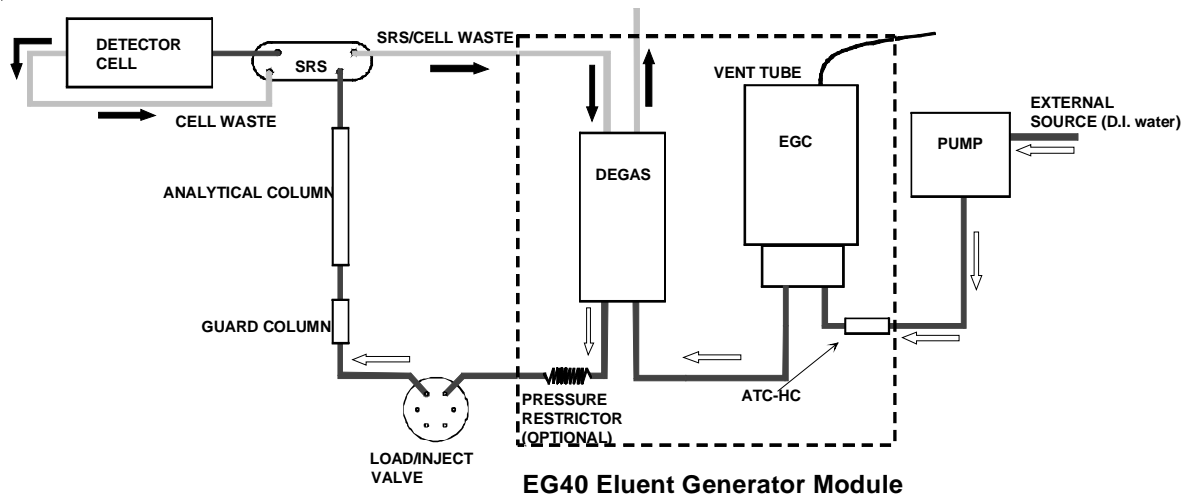 DETECTOR
CELL
SRS
SRS/CELL WASTE
CELL WASTE
VENT TUBE
EXTERNAL
SOURCE (D.I. water)
PUMP
EGC
DEGAS
ANALYTICAL COLUMN
GUARD COLUMN
ATC-HC
PRESSURE
RESTRICTOR
(OPTIONAL)
LOAD/INJECT
VALVE
EG40 Eluent Generator Module